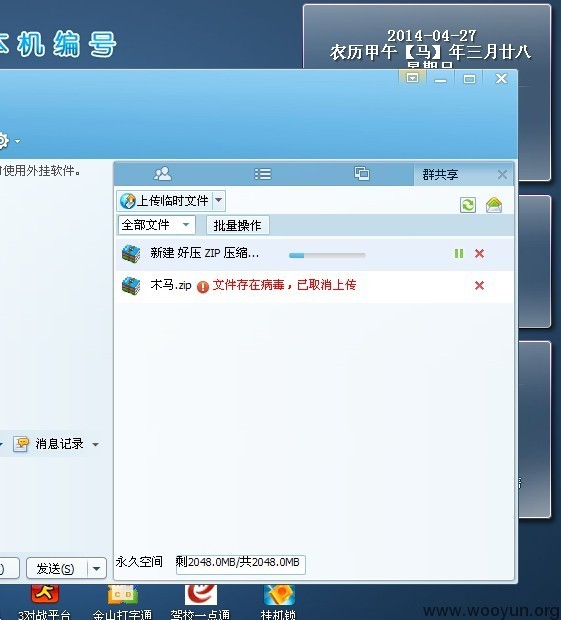 本机编号
2014-04-27
农历甲午【马】年三月廿八
星期日
时使用外挂软件。
群共享
上传临时文件
全部文件
批量操作
新建 好压 ZIP 压缩...
木马.zip 文件存在病毒，已取消上传
消息记录
发送(S)
永久空间 剩2048.0MB/共2048.0MB
3对战平台
金山打字通
驾校一点通
挂机锁
www.wooyun.org